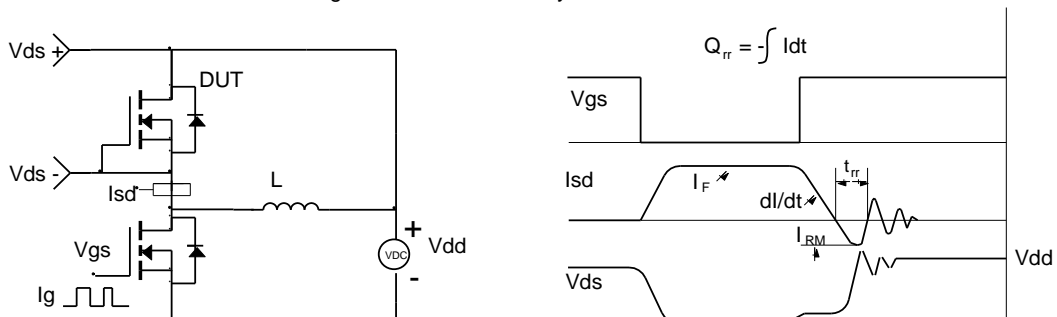 Vds +
DUT
Vds -
Isd
L
Vgs
Ig
+
VDC
-
Vdd
Qrr = -∫ Idt
Vgs
Isd
IF
dI/dt
trr
IRM
Vds
Vdd